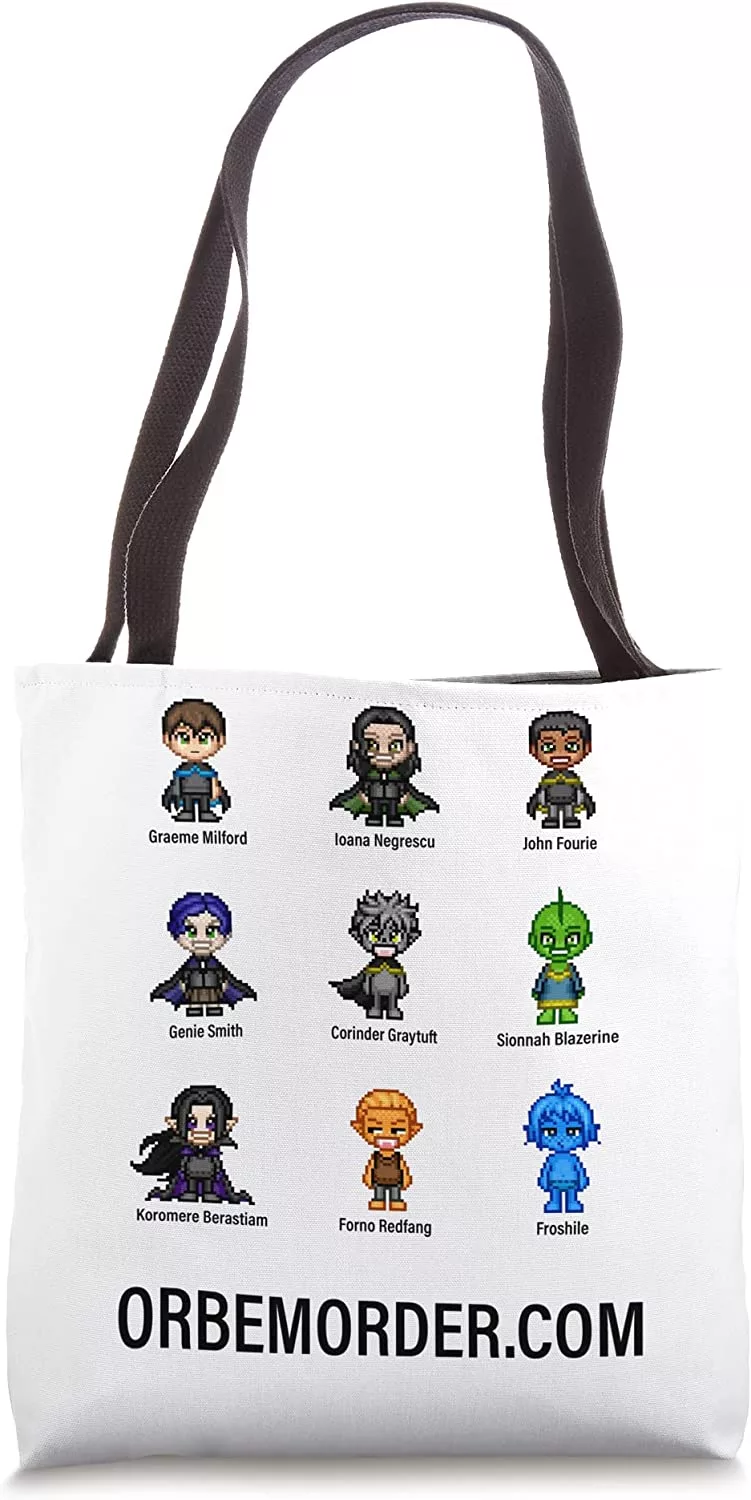 Graeme Milford
Ioana Negrescu
John Fourie
Genie Smith
Corinder Graytuft
Sionnah Blazerine
Koromere Berastiam
Forno Redfang
Froshile
ORBEMORDER.COM